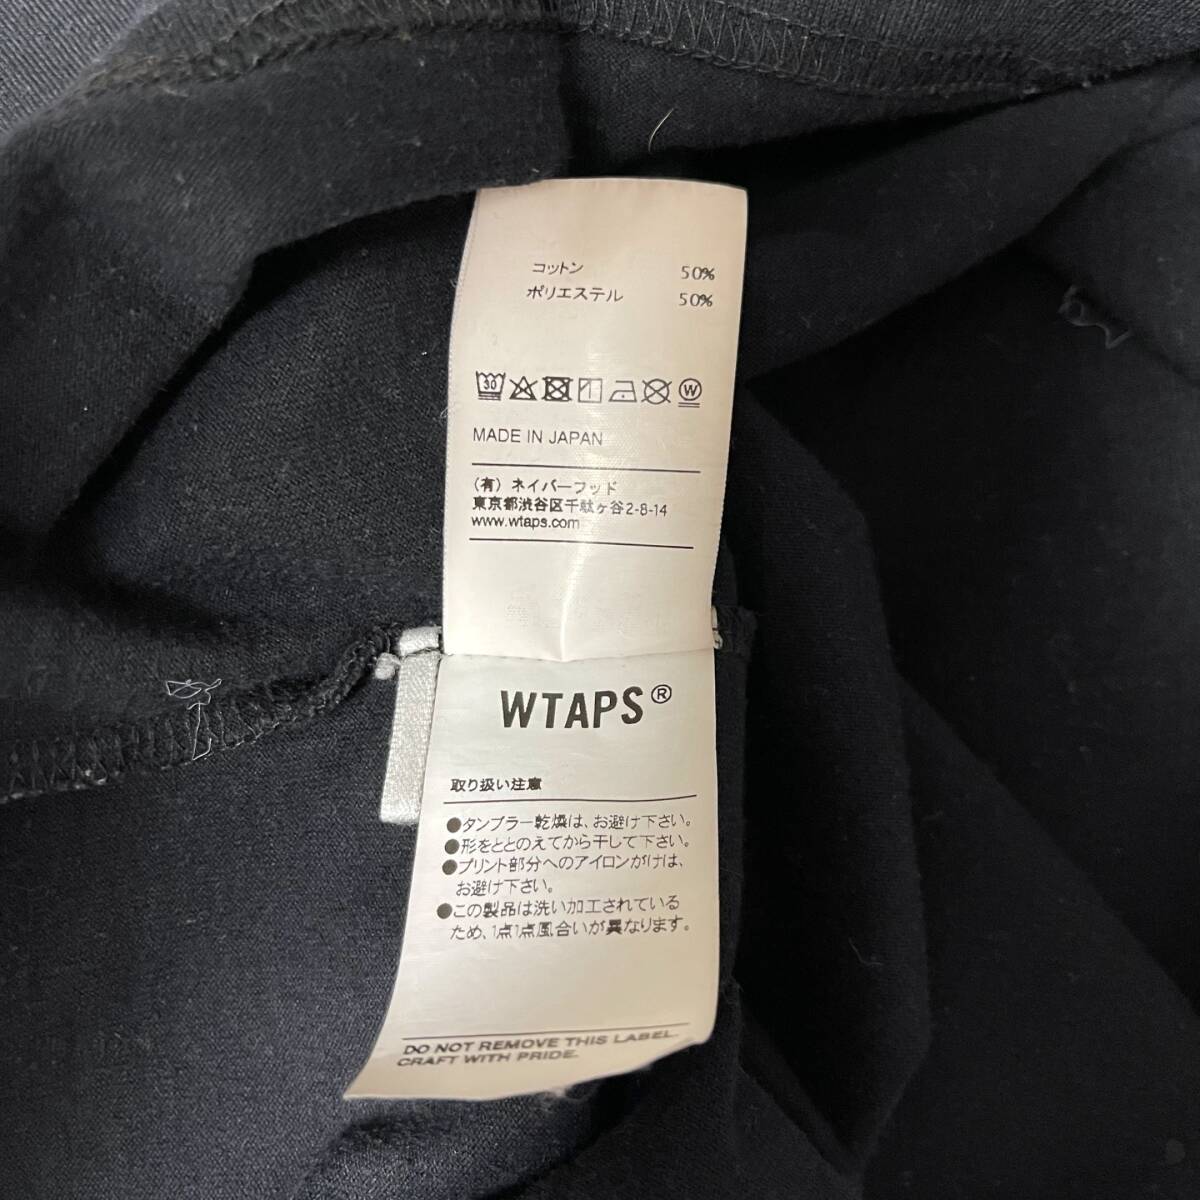 コットン 50%
ポリエステル 50%
30
W
MADE IN JAPAN
(有) ネイバーフッド
東京都渋谷区千駄ヶ谷2-8-14
www.wtaps.com
WTAPS®
取り扱い注意
●タンブラー乾燥は、お避け下さい。
●形をととのえてから干して下さい。
●プリント部分へのアイロンがけは、
お避け下さい。
●この製品は洗い加工されている
ため、1点1点風合いが異なります。
DO NOT REMOVE THIS LABEL.
CRAFT WITH PRIDE.